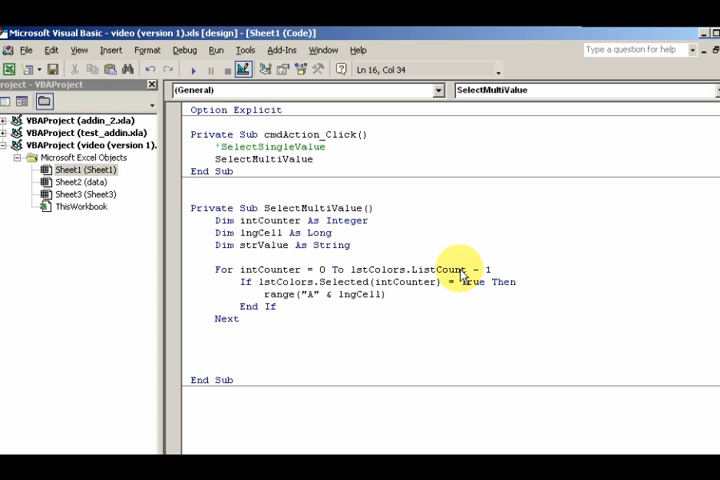 Microsoft Visual Basic - video (version 1).xls [design] - [Sheet1 (Code)]
File Edit View Insert Format Debug Run Tools Add-Ins Window Help
Type a question for help
Ln 16, Col 34
roject - VBAProject
(General)
SelectMultiValue
VBAProject (addin_2.xla)
VBAProject (test_addin.xla)
VBAProject (video (version 1).
Microsoft Excel Objects
Sheet1 (Sheet1)
Sheet2 (data)
Sheet3 (Sheet3)
ThisWorkbook
Option Explicit
Private Sub cmdAction_Click()
'SelectSingleValue
SelectMultiValue
End Sub
Private Sub SelectMultiValue()
Dim intCounter As Integer
Dim lngCell As Long
Dim strValue As String
For intCounter = 0 To lstColors.ListCount - 1
If lstColors.Selected(intCounter) = True Then
range("A" & lngCell)
End If
Next
End Sub